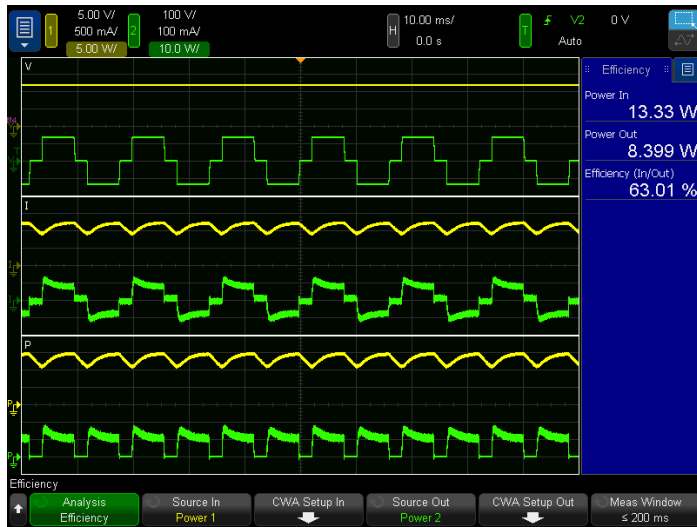 1
5.00 V/
500 mA/
5.00 W/
2
100 V/
100 mA/
10.0 W/
H
10.00 ms/
0.0 s
T
V2
0 V
Auto
V
I
P
Efficiency
Power In
13.33 W
Power Out
8.399 W
Efficiency (In/Out)
63.01 %
Efficiency
Analysis
Efficiency
Source In
Power 1
CWA Setup In
Source Out
Power 2
CWA Setup Out
Meas Window
≤ 200 ms